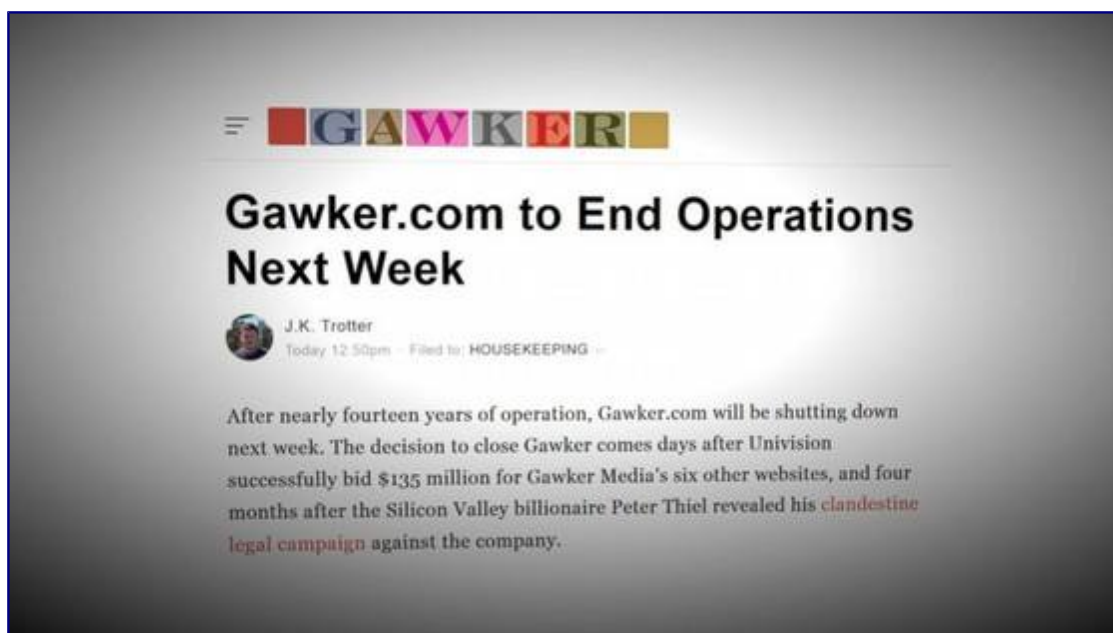 GAWKER
Gawker.com to End Operations
Next Week
J.K. Trotter
Today 12:50pm · Filed to: HOUSEKEEPING
After nearly fourteen years of operation, Gawker.com will be shutting down
next week. The decision to close Gawker comes days after Univision
successfully bid $135 million for Gawker Media's six other websites, and four
months after the Silicon Valley billionaire Peter Thiel revealed his clandestine
legal campaign against the company.